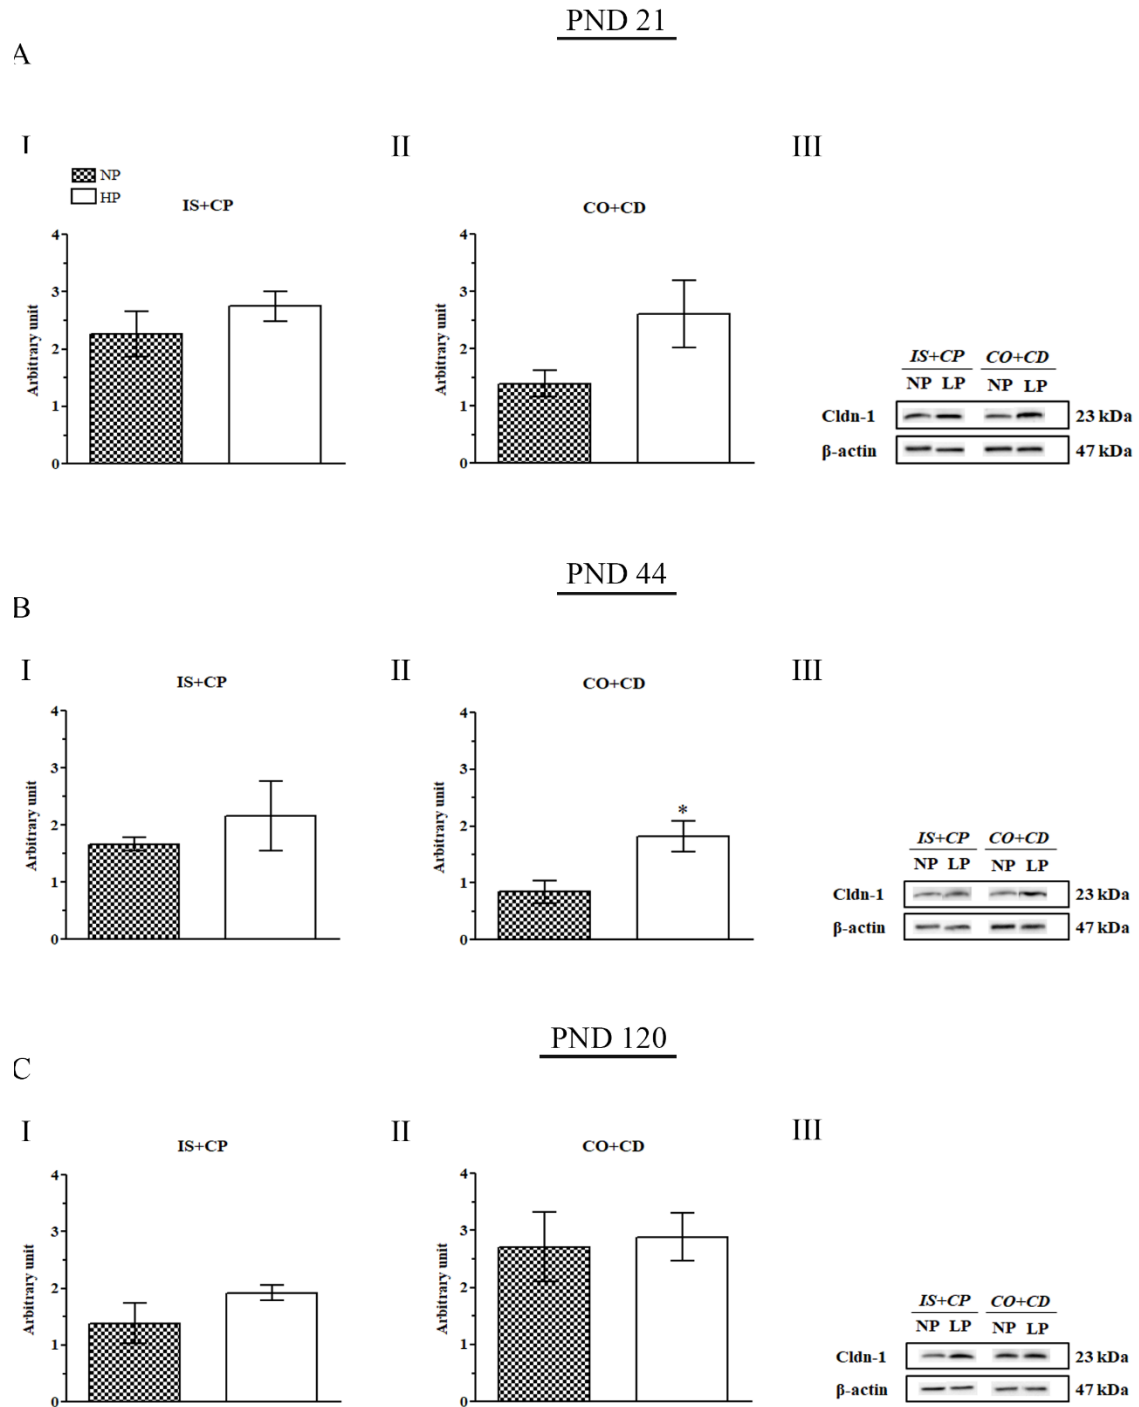 PND 21
A
I
II
III
NP
HP
IS+CP
CO+CD
4
3
2
1
0
Arbitrary unit
4
3
2
1
0
Arbitrary unit
IS+CP CO+CD
NP LP NP LP
Cldn-1 23 kDa
β-actin 47 kDa
PND 44
B
I
II
III
IS+CP
CO+CD
4
3
2
1
0
Arbitrary unit
4
3
2
1
0
Arbitrary unit
*
IS+CP CO+CD
NP LP NP LP
Cldn-1 23 kDa
β-actin 47 kDa
PND 120
C
I
II
III
IS+CP
CO+CD
4
3
2
1
0
Arbitrary unit
4
3
2
1
0
Arbitrary unit
IS+CP CO+CD
NP LP NP LP
Cldn-1 23 kDa
β-actin 47 kDa